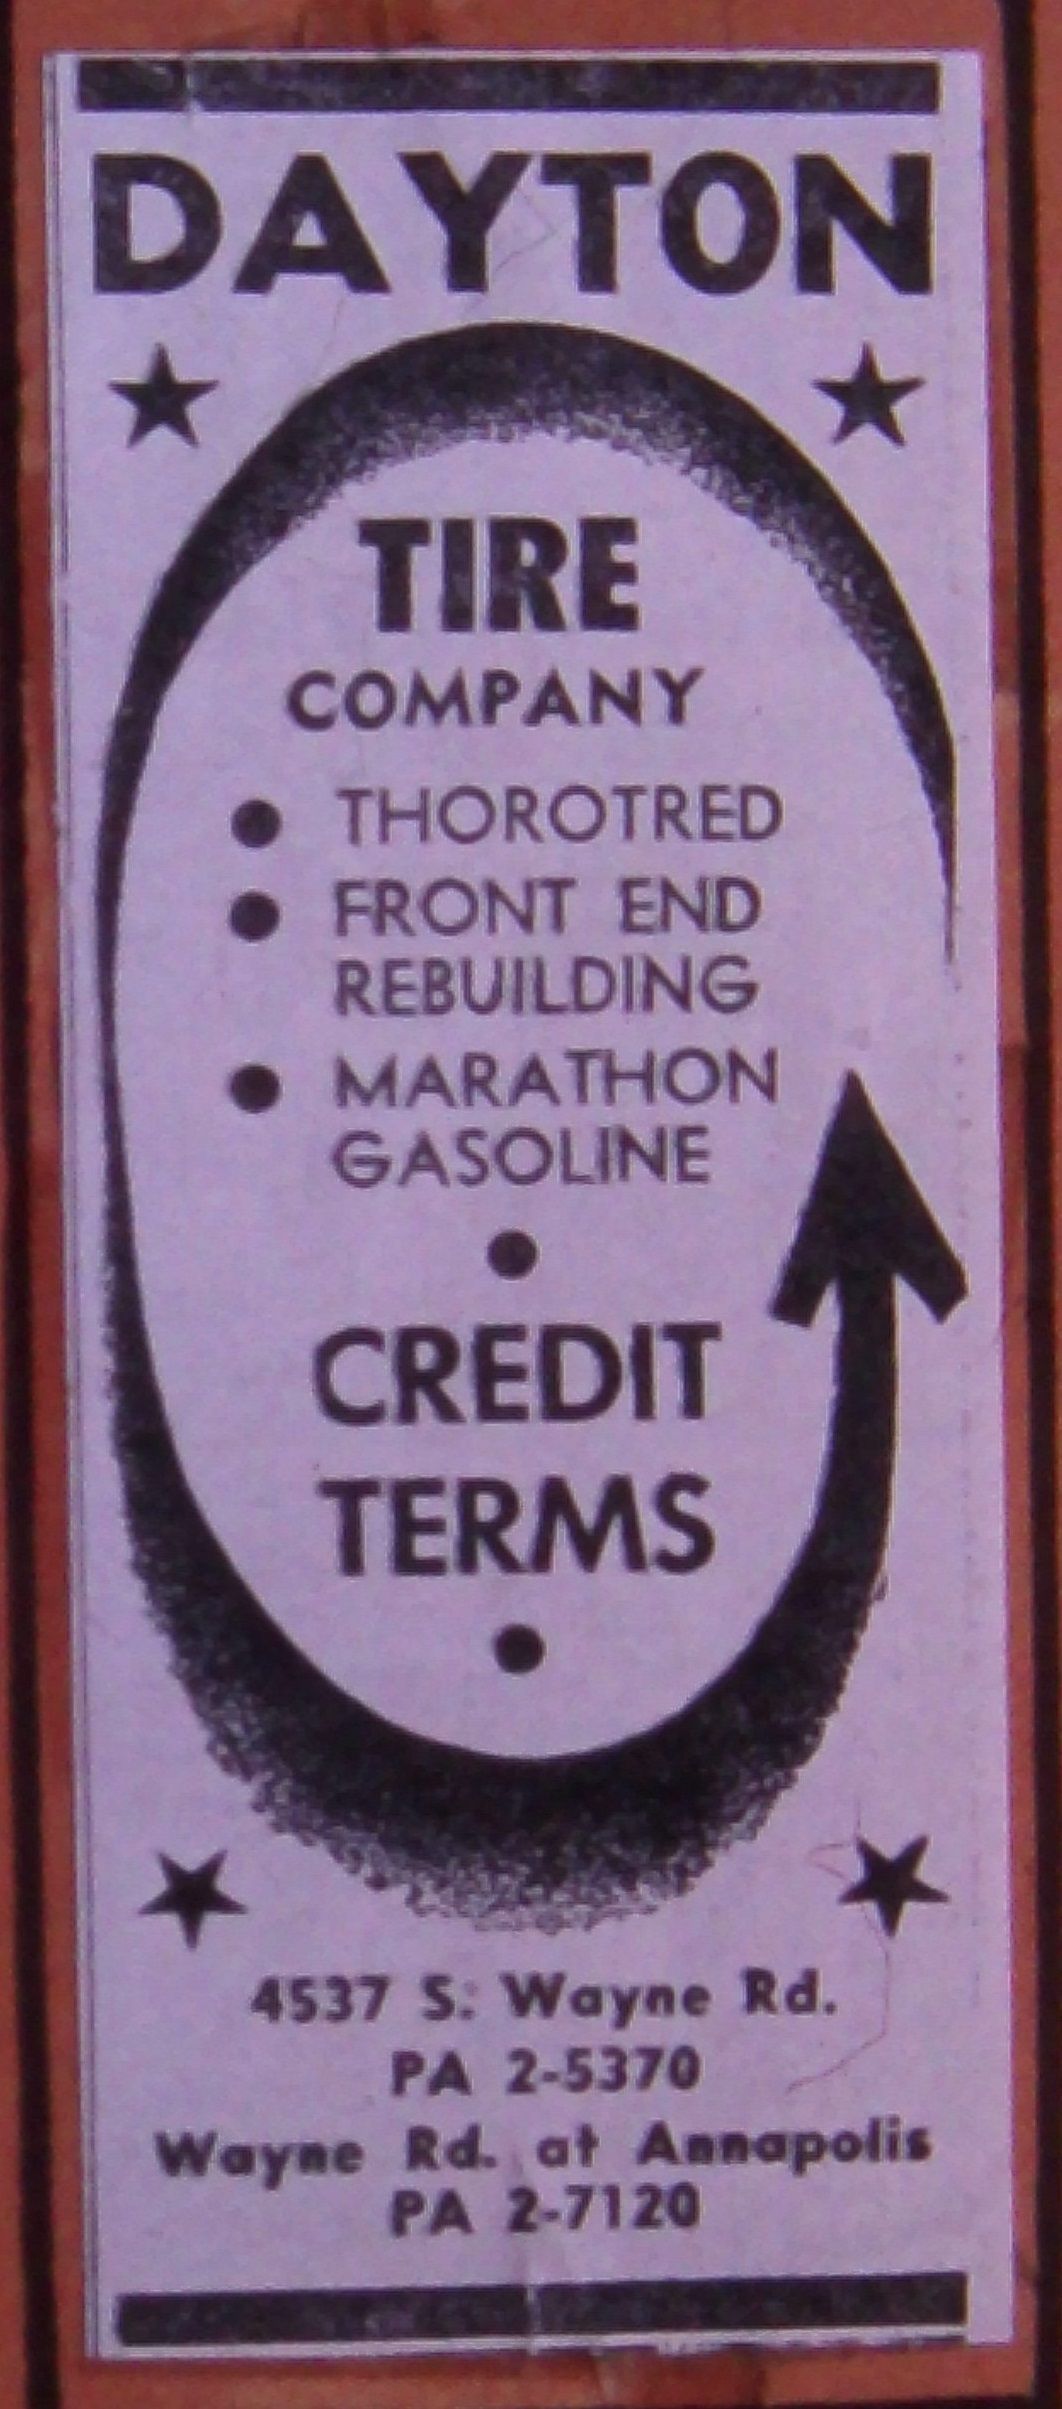 DAYTON
TIRE
COMPANY
• THOROTRED
• FRONT END
REBUILDING
• MARATHON
GASOLINE
•
CREDIT
TERMS
•
4537 S. Wayne Rd.
PA 2-5370
Wayne Rd. at Annapolis
PA 2-7120